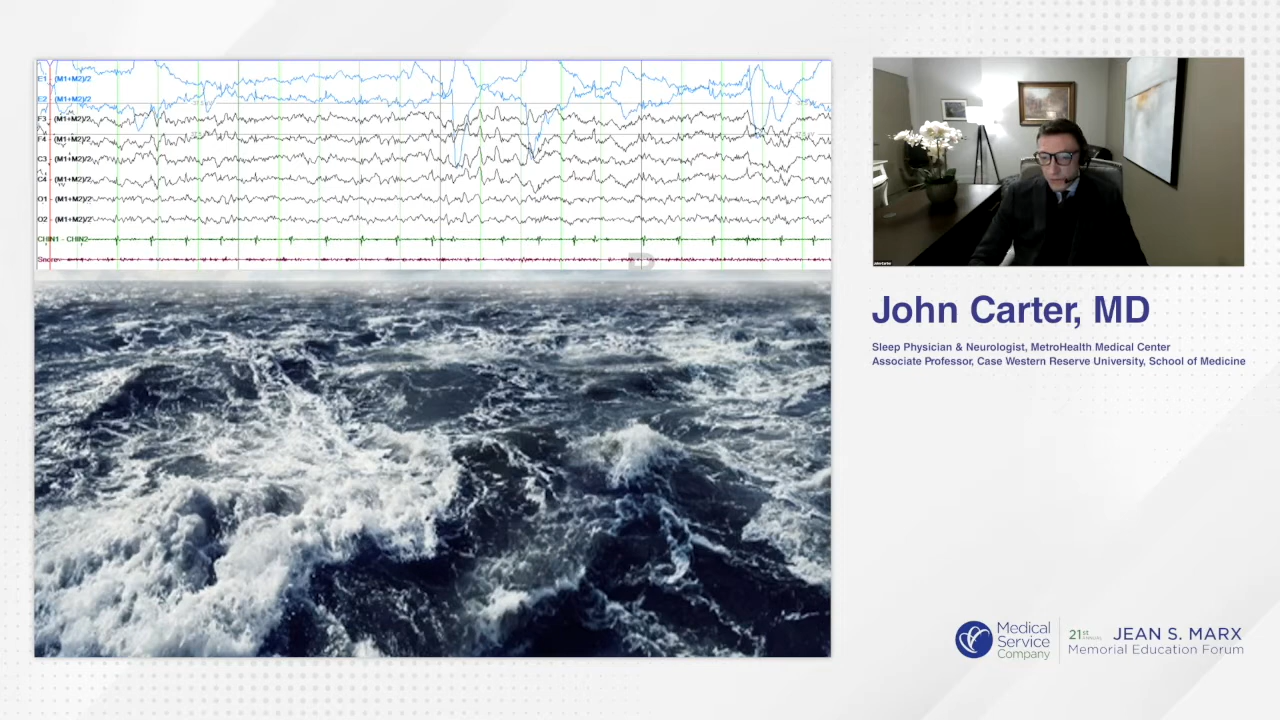 E1 - (M1+M2)/2
E2 - (M1+M2)/2
F3 - (M1+M2)/2
F4 - (M1+M2)/2
C3 - (M1+M2)/2
C4 - (M1+M2)/2
O1 - (M1+M2)/2
O2 - (M1+M2)/2
CHIN1 - CHIN2
Snore
R
John Carter, MD
Sleep Physician & Neurologist, MetroHealth Medical Center
Associate Professor, Case Western Reserve University, School of Medicine
Medical
Service
Company
21st ANNUAL JEAN S. MARX
Memorial Education Forum